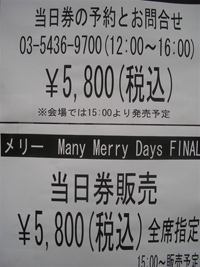 当日券の予約とお問合せ
03-5436-9700(12:00～16:00)
￥5,800(税込)
※会場では15:00より発売予定
メリー Many Merry Days FINAL
当日券販売
￥5,800(税込)全席指定
15:00～販売予定